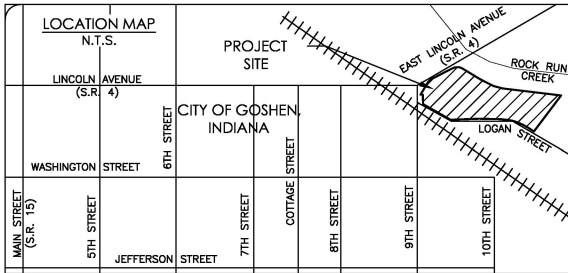 LOCATION MAP
N.T.S.
PROJECT
SITE
EAST LINCOLN AVENUE
(S.R. 4)
ROCK RUN
CREEK
LINCOLN AVENUE
(S.R. 4)
CITY OF GOSHEN,
INDIANA
LOGAN STREET
WASHINGTON STREET
6TH STREET
MAIN STREET
(S.R. 15)
5TH STREET
7TH STREET
COTTAGE STREET
8TH STREET
9TH STREET
10TH STREET
JEFFERSON STREET